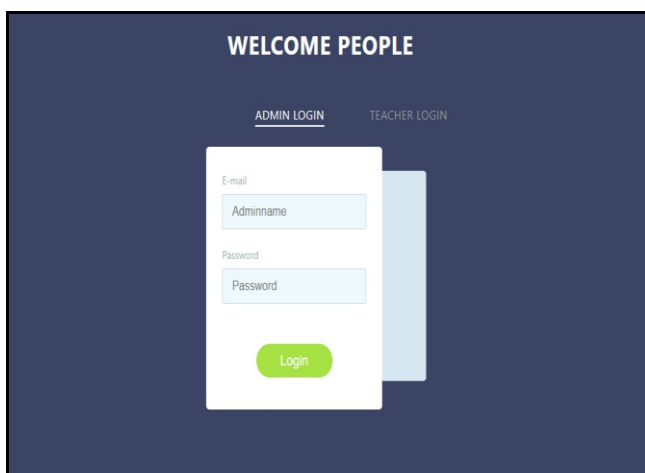 WELCOME PEOPLE
ADMIN LOGIN TEACHER LOGIN
E-mail
Adminname
Password
Password
Login